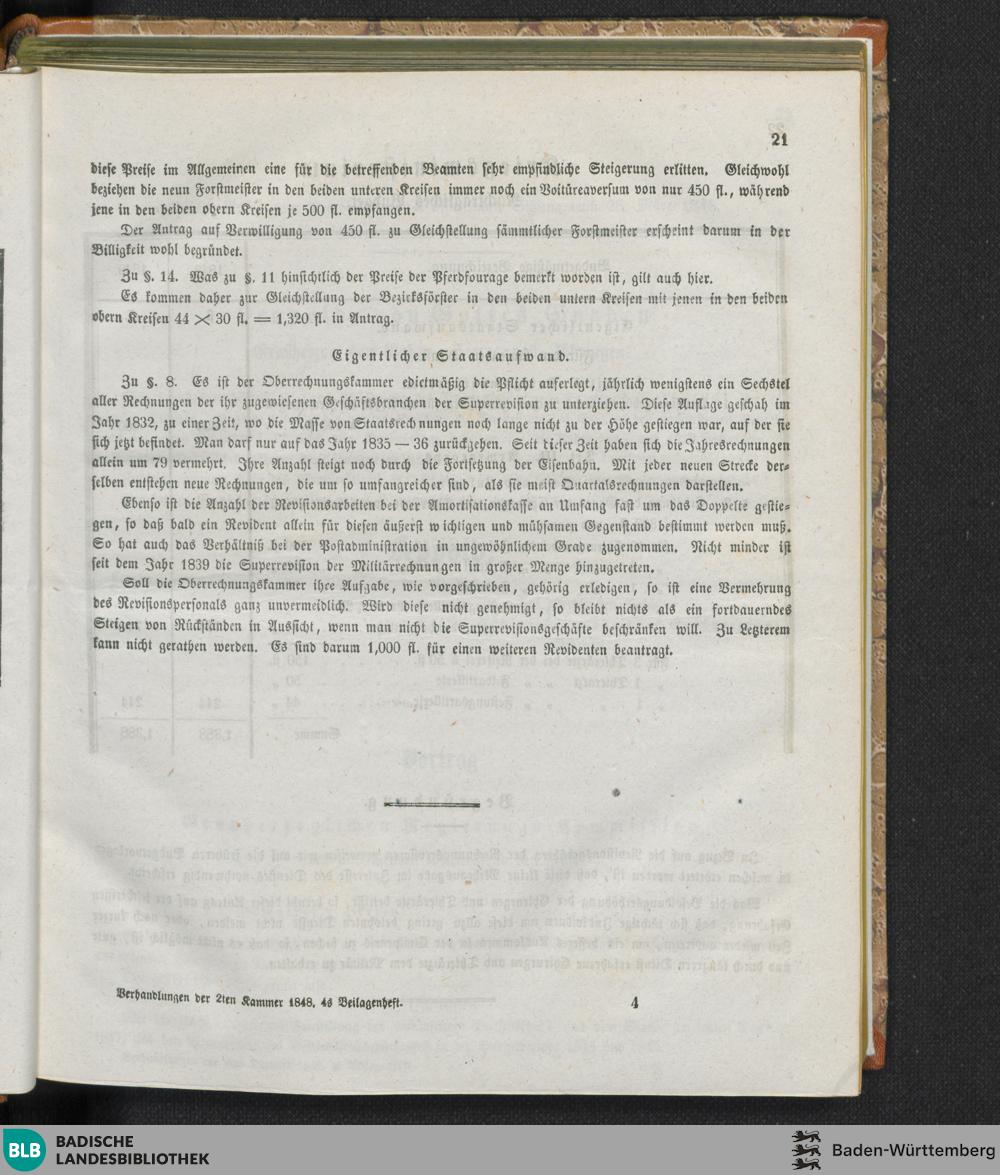 21
diese Preise im Allgemeinen eine für die betreffenden Beamten sehr empfindliche Steigerung erlitten. Gleichwohl
beziehen die neun Forstmeister in den beiden unteren Kreisen immer noch ein Voitüreaversum von nur 450 fl., während
jene in den beiden obern Kreisen je 500 fl. empfangen.
Der Antrag auf Verwilligung von 450 fl. zu Gleichstellung sämmtlicher Forstmeister erscheint darum in der
Billigkeit wohl begründet.
Zu §. 14. Was zu §. 11 hinsichtlich der Preise der Pferdfourage bemerkt worden ist, gilt auch hier.
Es kommen daher zur Gleichstellung der Bezirksförster in den beiden untern Kreisen mit jenen in den beiden
obern Kreisen 44 × 30 fl. = 1,320 fl. in Antrag.
Eigentlicher Staatsaufwand.
Zu §. 8. Es ist der Oberrechnungskammer edictmäßig die Pflicht auferlegt, jährlich wenigstens ein Sechstel
aller Rechnungen der ihr zugewiesenen Geschäftsbranchen der Superrevision zu unterziehen. Diese Auflage geschah im
Jahr 1832, zu einer Zeit, wo die Masse von Staatsrechnungen noch lange nicht zu der Höhe gestiegen war, auf der sie
sich jetzt befindet. Man darf nur auf das Jahr 1835 — 36 zurückgehen. Seit dieser Zeit haben sich die Jahresrechnungen
allein um 79 vermehrt. Ihre Anzahl steigt noch durch die Fortsetzung der Eisenbahn. Mit jeder neuen Strecke der-
selben entstehen neue Rechnungen, die um so umfangreicher sind, als sie meist Quartalsrechnungen darstellen.
Ebenso ist die Anzahl der Revisionsarbeiten bei der Amortisationskasse an Umfang fast um das Doppelte gestie-
gen, so daß bald ein Revident allein für diesen äußerst wichtigen und mühsamen Gegenstand bestimmt werden muß.
So hat auch das Verhältniß bei der Postadministration in ungewöhnlichem Grade zugenommen. Nicht minder ist
seit dem Jahr 1839 die Superrevision der Militärrechnungen in großer Menge hinzugetreten.
Soll die Oberrechnungskammer ihre Aufgabe, wie vorgeschrieben, gehörig erledigen, so ist eine Vermehrung
des Revisionspersonals ganz unvermeidlich. Wird diese nicht genehmigt, so bleibt nichts als ein fortdauerndes
Steigen von Rückständen in Aussicht, wenn man nicht die Superrevisionsgeschäfte beschränken will. Zu Letzterem
kann nicht gerathen werden. Es sind darum 1,000 fl. für einen weiteren Revidenten beantragt.
Verhandlungen der 2ten Kammer 1848, 4s Beilagenheft. 4
BLB BADISCHE
LANDESBIBLIOTHEK
Baden-Württemberg